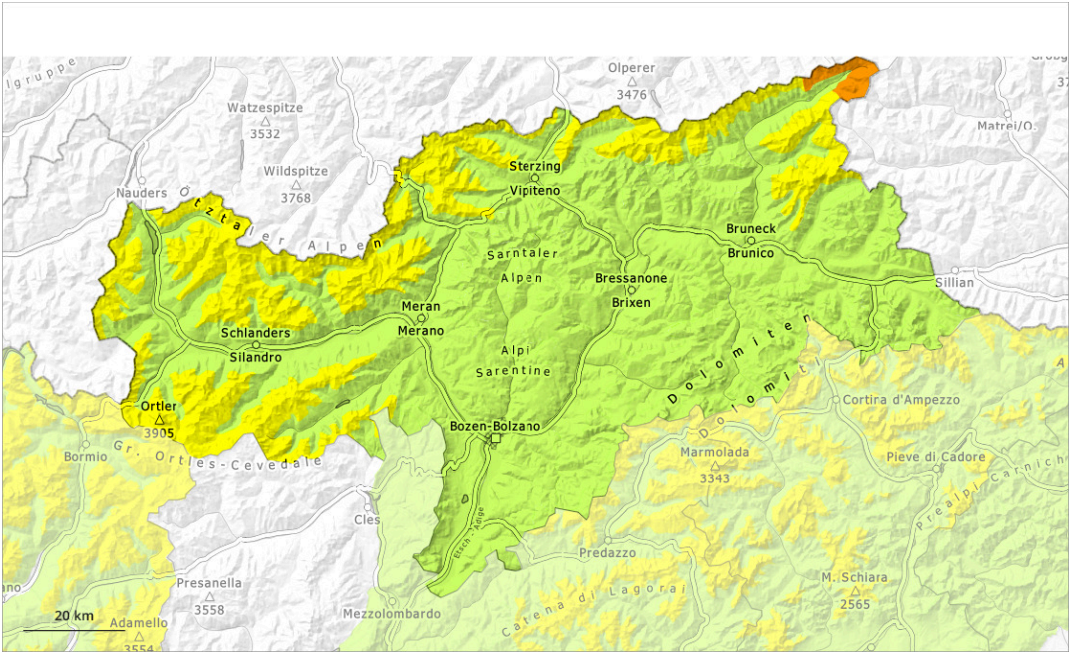 lgruppe
Olperer
3476
Watzespitze
3532
Matrei/O.
Wildspitze
3768
Nauders
Ötztaler Alpen
Sterzing
Vipiteno
Bruneck
Brunico
Sarntaler
Alpen
Bressanone
Brixen
Sillian
Meran
Merano
Schlanders
Silandro
Alpi
Sarentine
Dolomiten
Dolomiti
Ortler
3905
Cortina d'Ampezzo
Bozen-Bolzano
Gr. Ortles-Cevedale
Bormio
Marmolada
3343
Pieve di Cadore
Prealpi Carnich
Cles
Etsch - Adige
Predazzo
Presanella
3558
M. Schiara
2565
Catena di Lagorai
Mezzolombardo
20 km
Adamello
3554